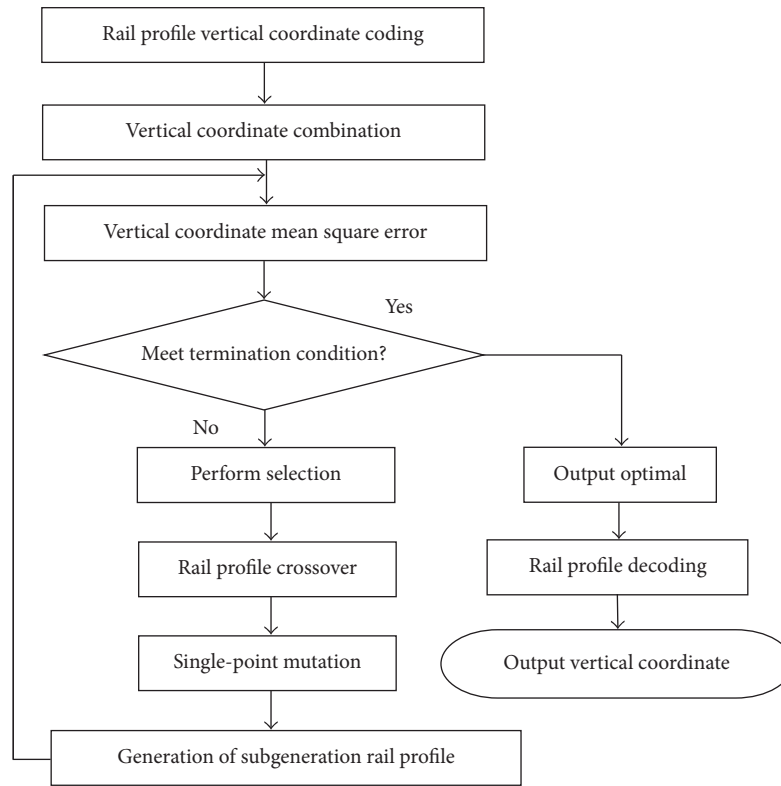 Rail profile vertical coordinate coding
Vertical coordinate combination
Vertical coordinate mean square error
Yes
Meet termination condition?
No
Perform selection
Output optimal
Rail profile crossover
Rail profile decoding
Single-point mutation
Output vertical coordinate
Generation of subgeneration rail profile